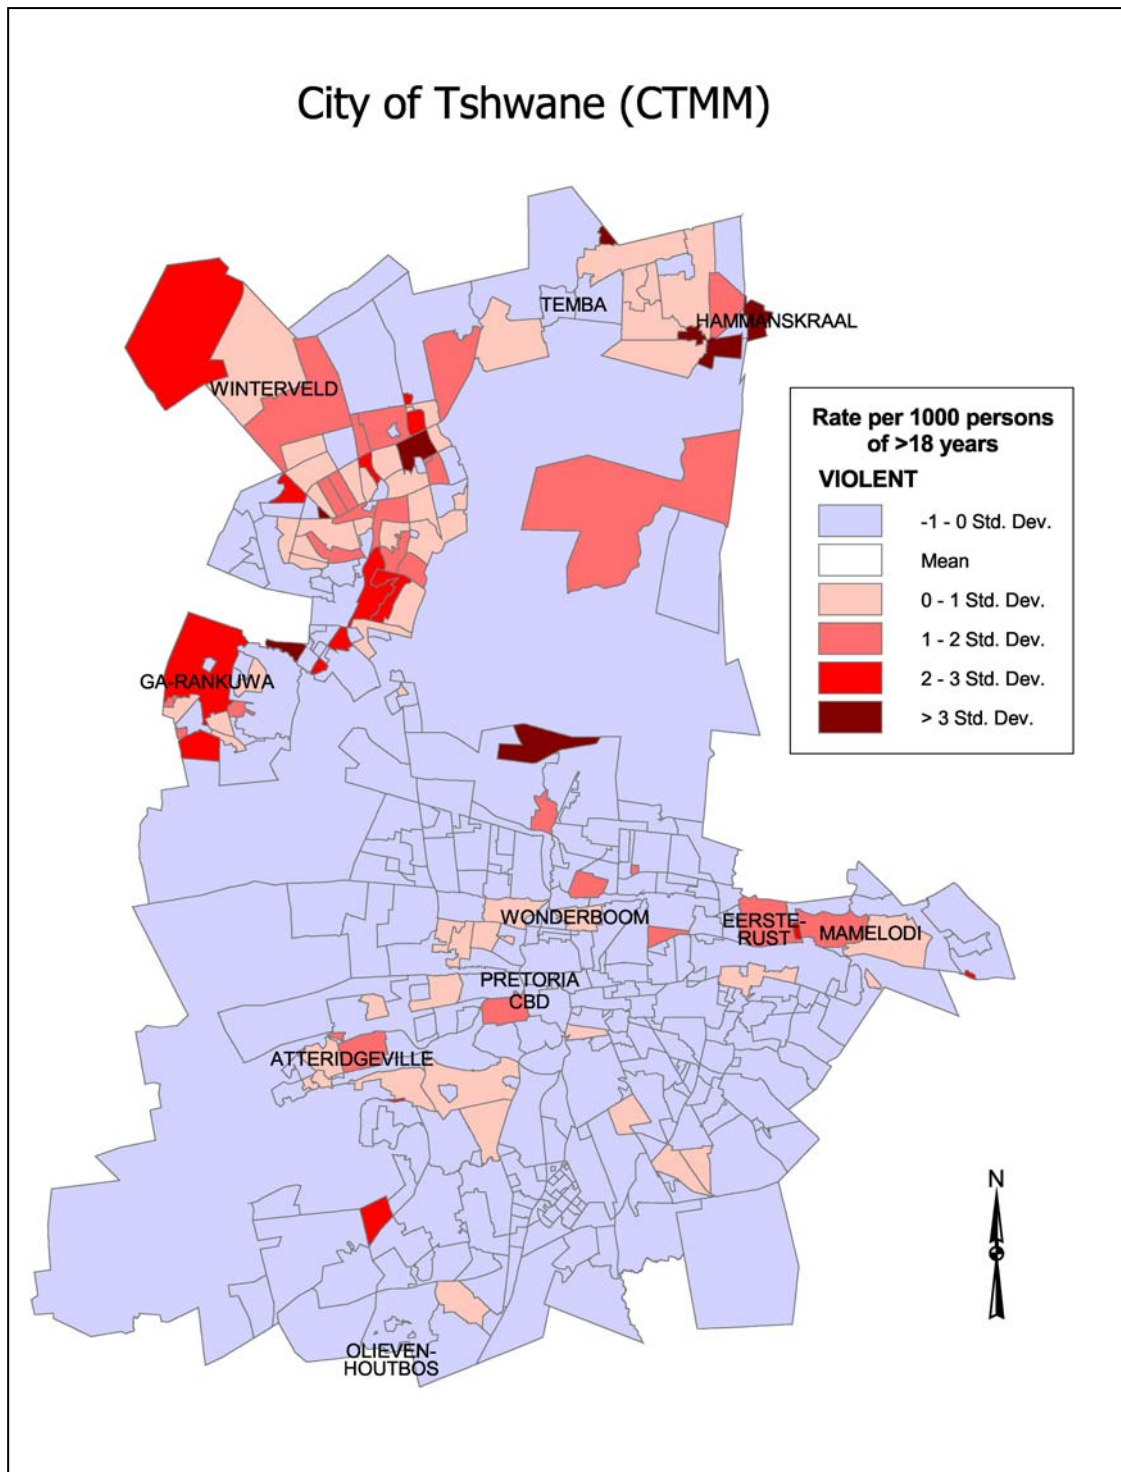 City of Tshwane (CTMM)
TEMBA
HAMMANSKRAAL
WINTERVELD
Rate per 1000 persons
of >18 years
VIOLENT
-1 - 0 Std. Dev.
Mean
0 - 1 Std. Dev.
1 - 2 Std. Dev.
2 - 3 Std. Dev.
> 3 Std. Dev.
GA-RANKUWA
WONDERBOOM
EERSTE-
RUST
MAMELODI
PRETORIA
CBD
ATTERIDGEVILLE
N
OLIEVEN-
HOUTBOS